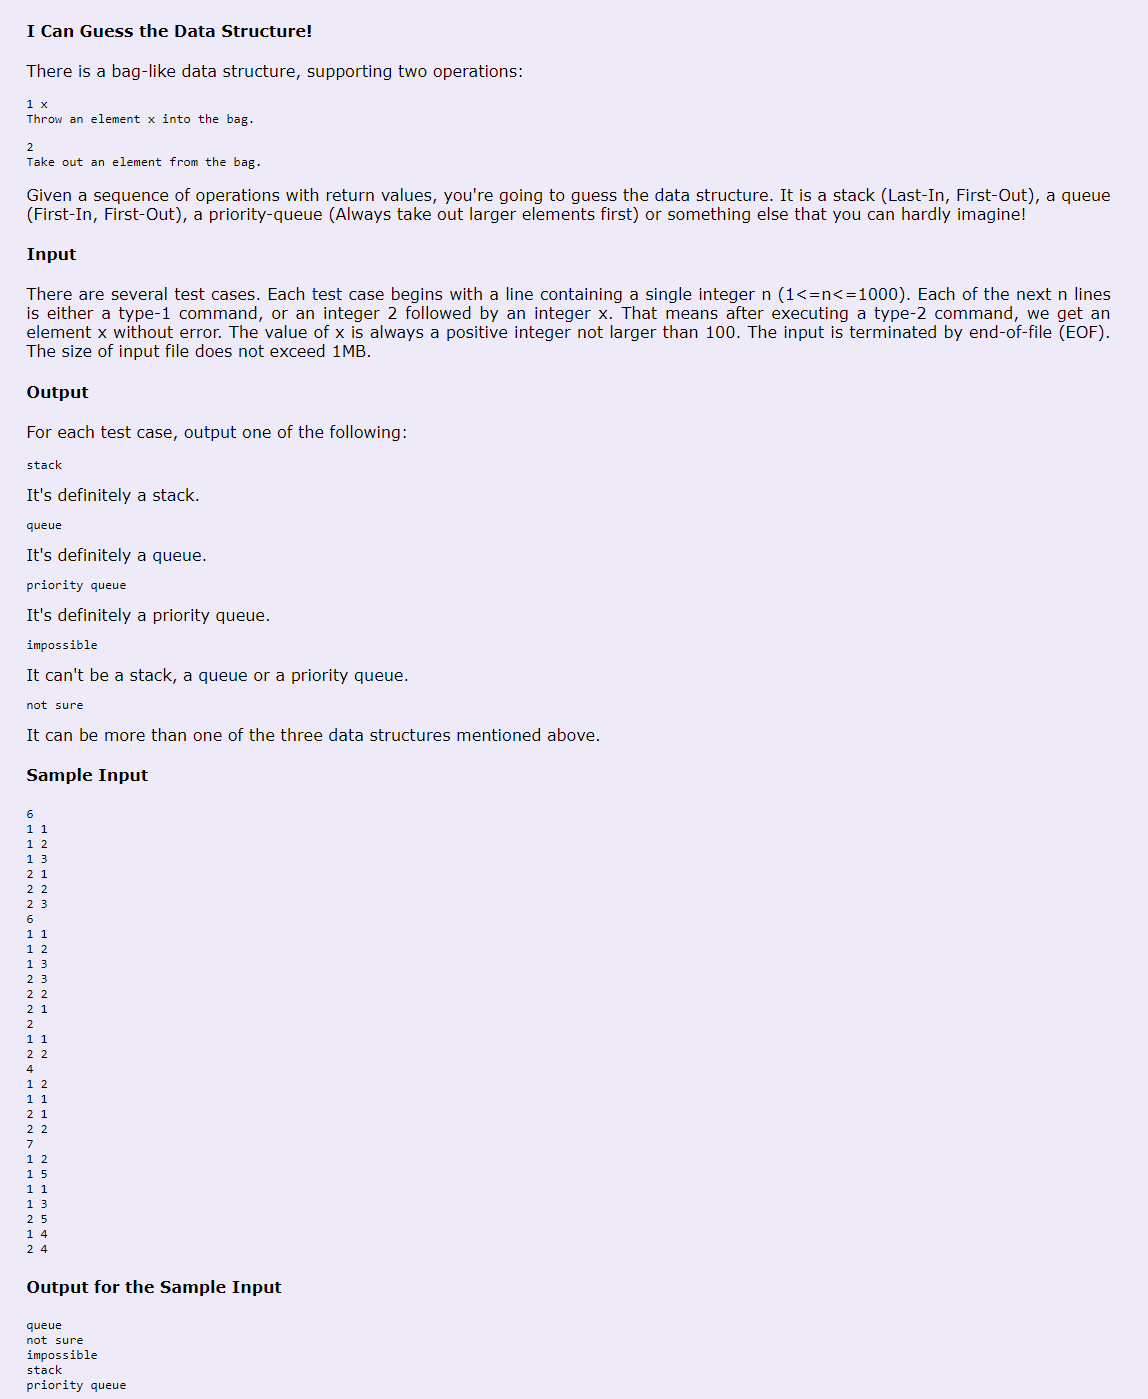 I Can Guess the Data Structure!
There is a bag-like data structure, supporting two operations:
1 x
Throw an element x into the bag.
2
Take out an element from the bag.
Given a sequence of operations with return values, you're going to guess the data structure. It is a stack (Last-In, First-Out), a queue
(First-In, First-Out), a priority-queue (Always take out larger elements first) or something else that you can hardly imagine!
Input
There are several test cases. Each test case begins with a line containing a single integer n (1<=n<=1000). Each of the next n lines
is either a type-1 command, or an integer 2 followed by an integer x. That means after executing a type-2 command, we get an
element x without error. The value of x is always a positive integer not larger than 100. The input is terminated by end-of-file (EOF).
The size of input file does not exceed 1MB.
Output
For each test case, output one of the following:
stack
It's definitely a stack.
queue
It's definitely a queue.
priority queue
It's definitely a priority queue.
impossible
It can't be a stack, a queue or a priority queue.
not sure
It can be more than one of the three data structures mentioned above.
Sample Input
6
1 1
1 2
1 3
2 1
2 2
2 3
6
1 1
1 2
1 3
2 3
2 2
2 1
2
1 1
2 2
4
1 2
1 1
2 1
2 2
7
1 2
1 5
1 1
1 3
2 5
1 4
2 4
Output for the Sample Input
queue
not sure
impossible
stack
priority queue